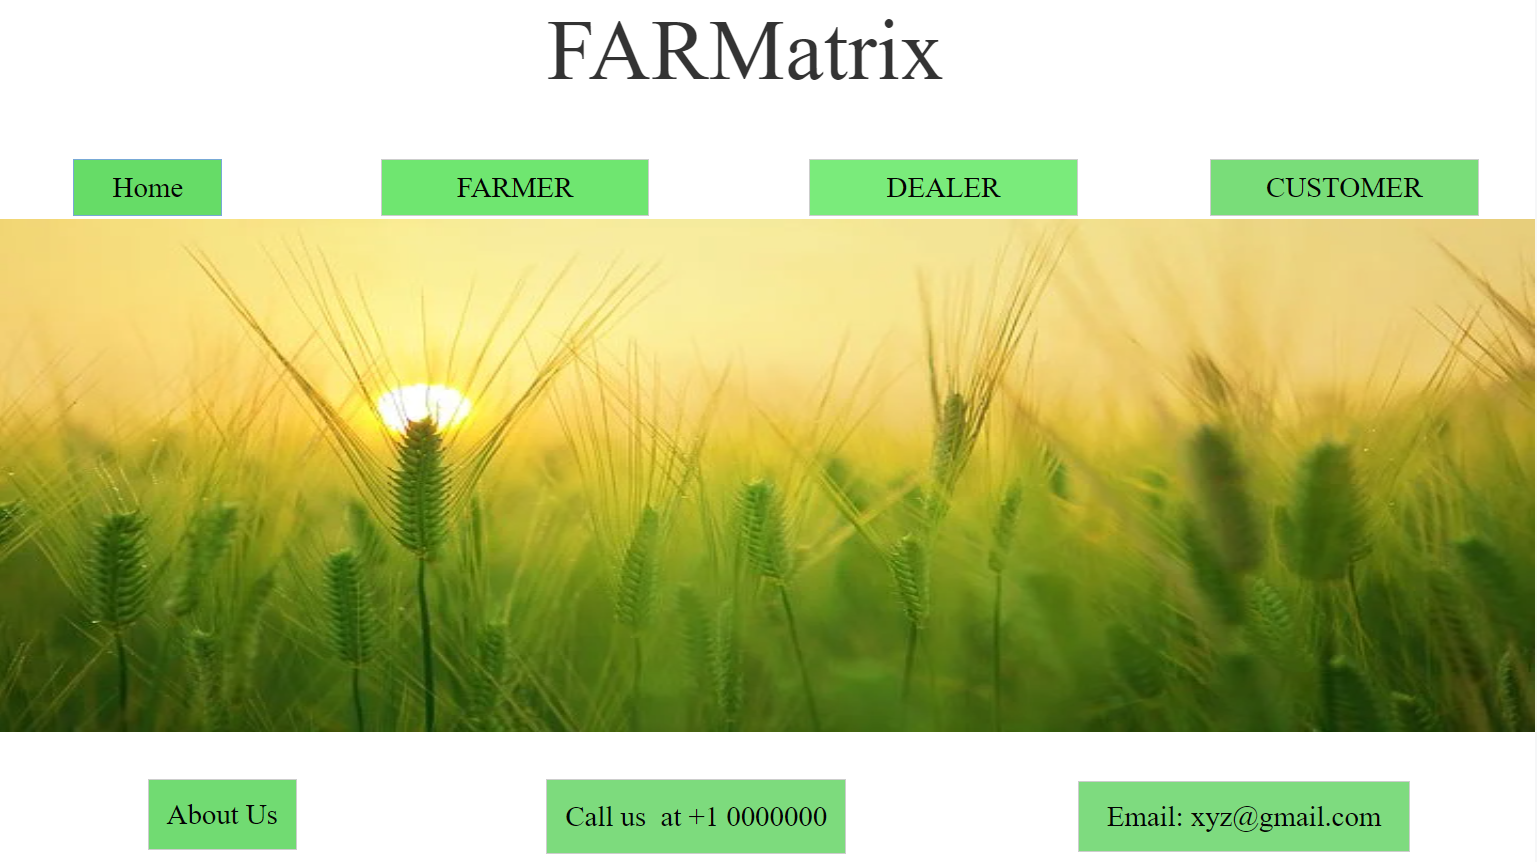 FARMatrix
Home
FARMER
DEALER
CUSTOMER
About Us
Call us  at +1 0000000
Email: xyz@gmail.com